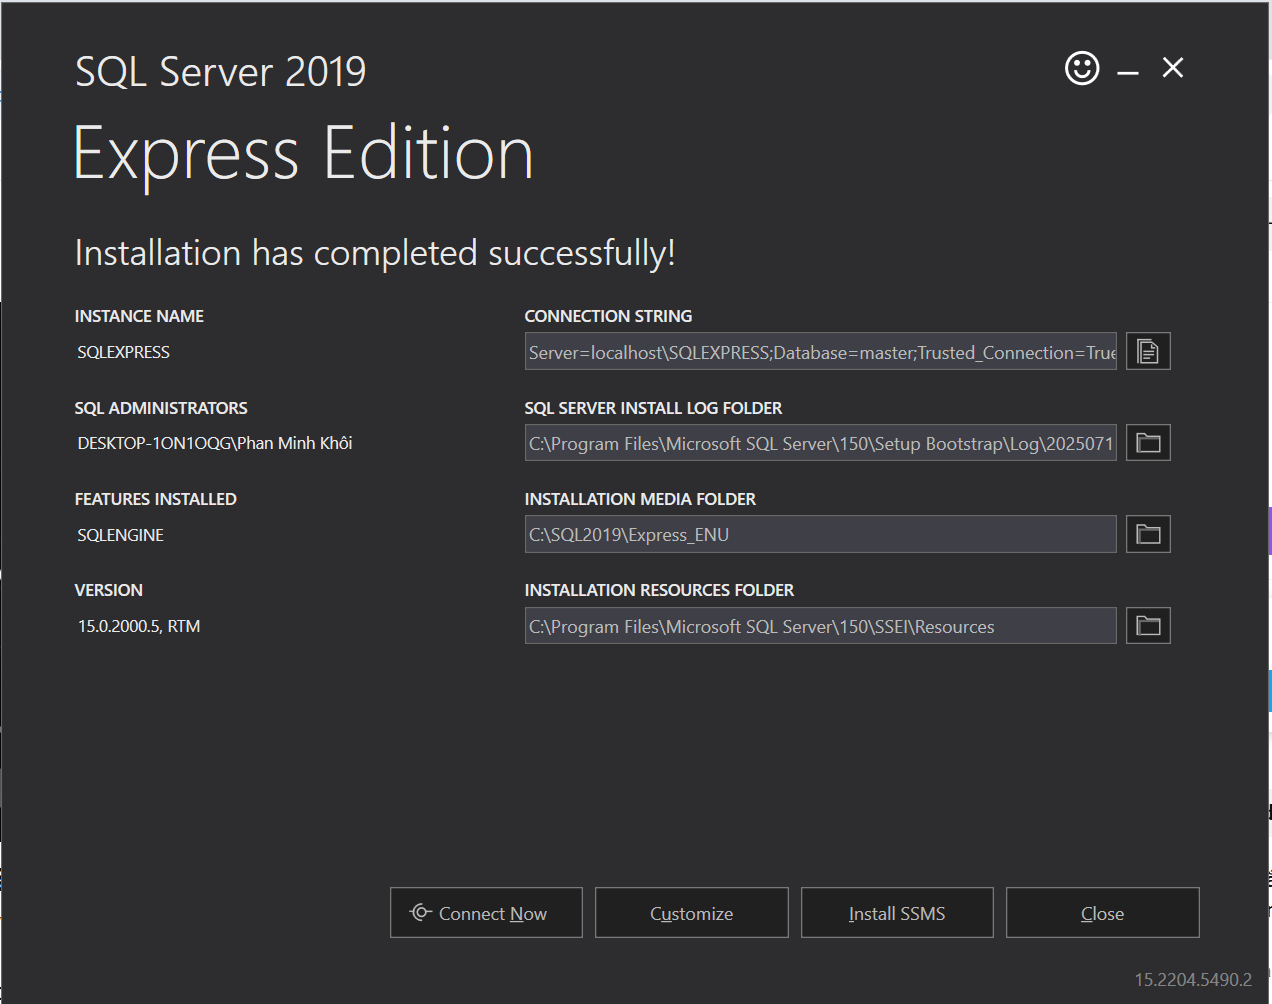 SQL Server 2019
Express Edition
Installation has completed successfully!
INSTANCE NAME
SQLEXPRESS
CONNECTION STRING
Server=localhost\SQLEXPRESS;Database=master;Trusted_Connection=True
SQL ADMINISTRATORS
DESKTOP-1ON1OQG\Phan Minh Khôi
SQL SERVER INSTALL LOG FOLDER
C:\Program Files\Microsoft SQL Server\150\Setup Bootstrap\Log\2025071
FEATURES INSTALLED
SQLENGINE
INSTALLATION MEDIA FOLDER
C:\SQL2019\Express_ENU
VERSION
15.0.2000.5, RTM
INSTALLATION RESOURCES FOLDER
C:\Program Files\Microsoft SQL Server\150\SSEI\Resources
Connect Now
Customize
Install SSMS
Close
15.2204.5490.2